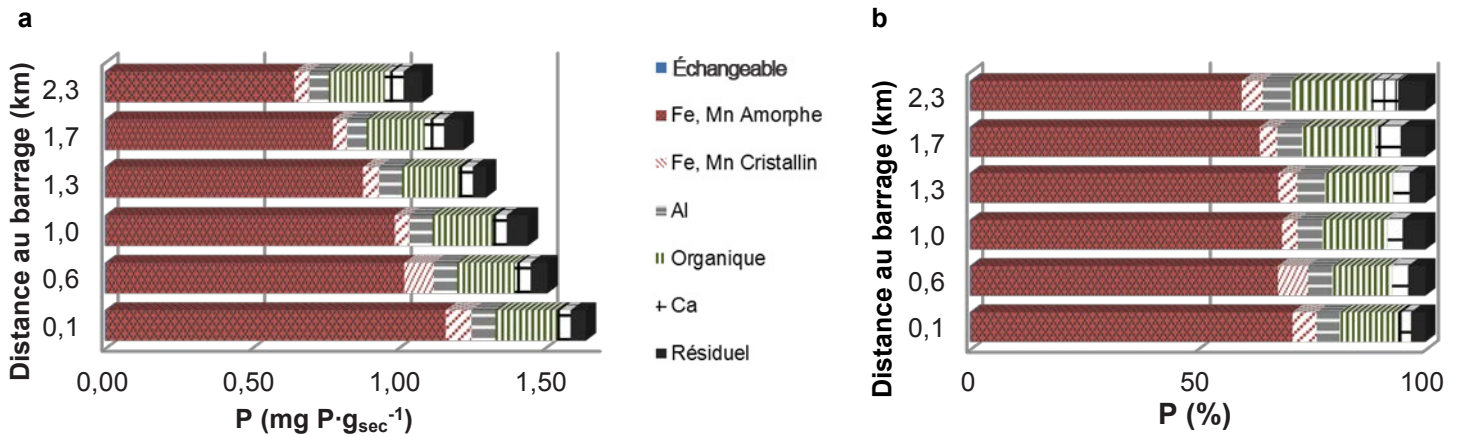 a
Distance au barrage (km)
2,3
1,7
1,3
1,0
0,6
0,1
0,00
0,50
1,00
1,50
P (mg P·gsec⁻¹)
Échangeable
Fe, Mn Amorphe
Fe, Mn Cristallin
Al
Organique
Ca
Résiduel
b
Distance au barrage (km)
2,3
1,7
1,3
1,0
0,6
0,1
0
50
100
P (%)